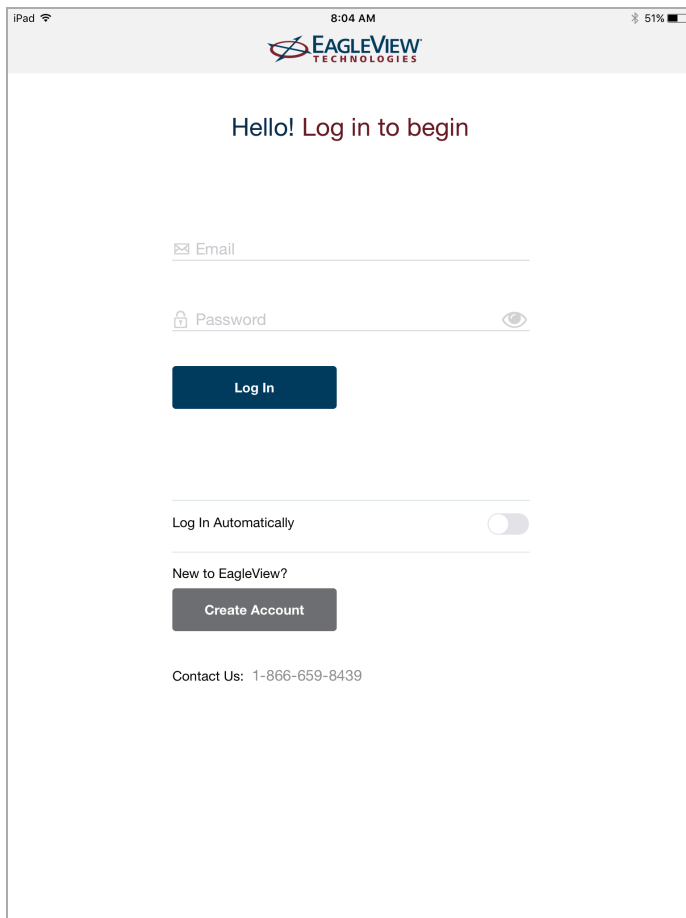 iPad 8:04 AM 51%
EAGLEVIEW™
TECHNOLOGIES
Hello! Log in to begin
Email
Password
Log In
Log In Automatically
New to EagleView?
Create Account
Contact Us: 1-866-659-8439